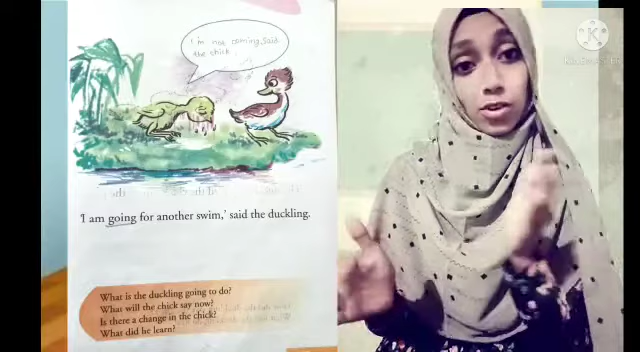 I'm not coming, said
the chick.
'I am going for another swim,' said the duckling.
What is the duckling going to do?
What will the chick say now?
Is there a change in the chick?
What did he learn?